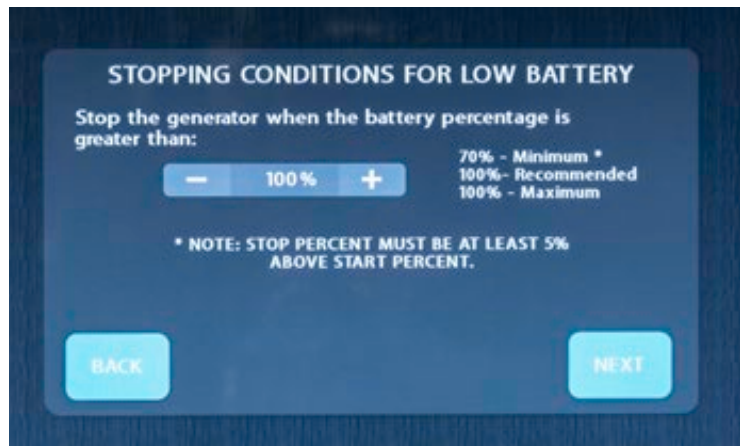 STOPPING CONDITIONS FOR LOW BATTERY
Stop the generator when the battery percentage is
greater than:
− 100% +
70% - Minimum *
100%- Recommended
100% - Maximum
* NOTE: STOP PERCENT MUST BE AT LEAST 5%
ABOVE START PERCENT.
BACK
NEXT